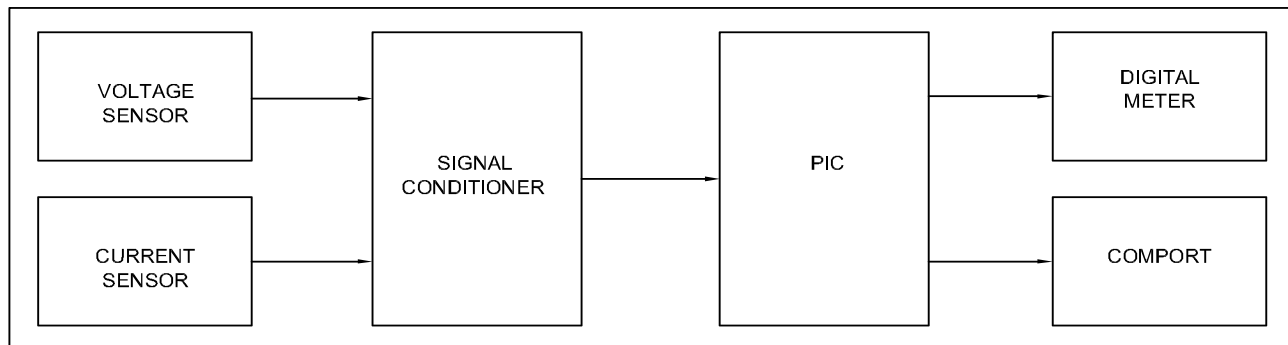 VOLTAGE
SENSOR
CURRENT
SENSOR
SIGNAL
CONDITIONER
PIC
DIGITAL
METER
COMPORT